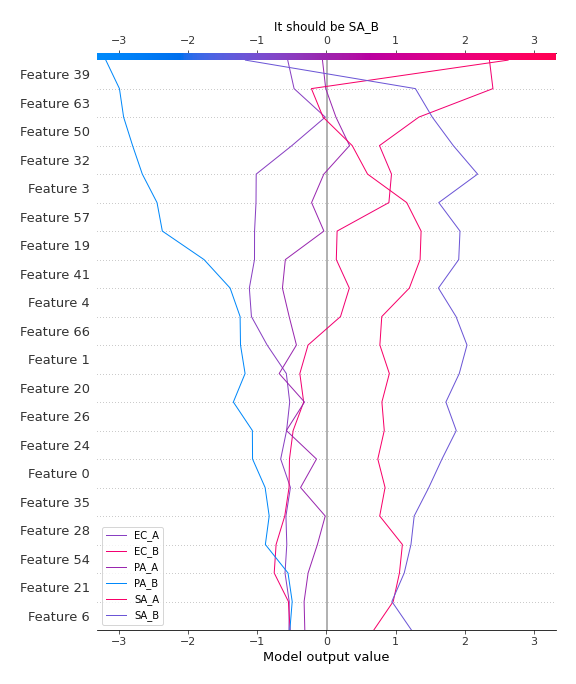 It should be SA_B
−3 −2 −1 0 1 2 3
Feature 39
Feature 63
Feature 50
Feature 32
Feature 3
Feature 57
Feature 19
Feature 41
Feature 4
Feature 66
Feature 1
Feature 20
Feature 26
Feature 24
Feature 0
Feature 35
Feature 28
Feature 54
Feature 21
Feature 6
EC_A
EC_B
PA_A
PA_B
SA_A
SA_B
−3 −2 −1 0 1 2 3
Model output value